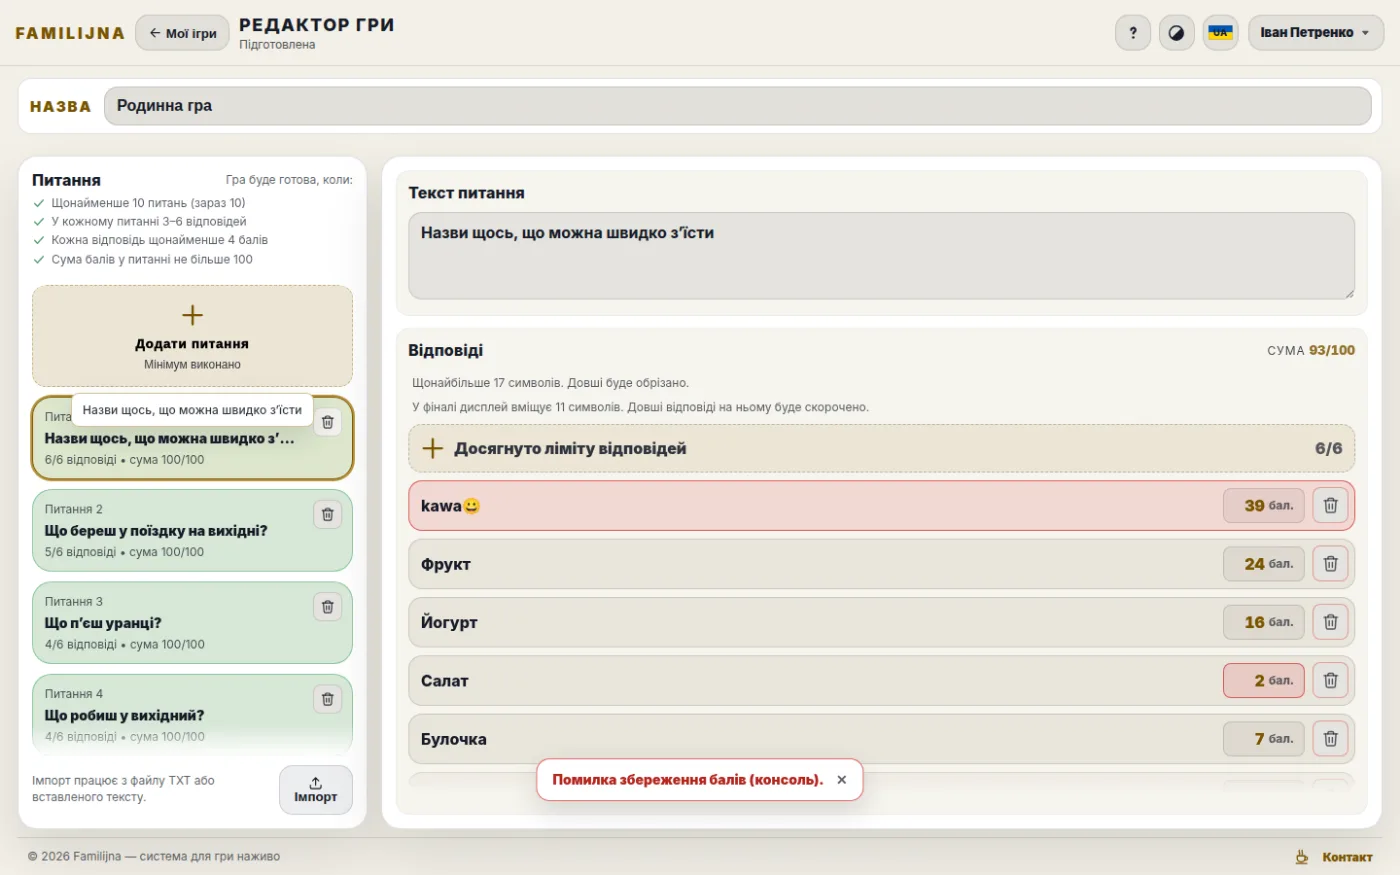 FAMILIJNA
← Мої ігри
РЕДАКТОР ГРИ
Підготовлена
?
UA
Іван Петренко
НАЗВА
Родинна гра
Питання
Гра буде готова, коли:
Щонайменше 10 питань (зараз 10)
У кожному питанні 3–6 відповідей
Кожна відповідь щонайменше 4 балів
Сума балів у питанні не більше 100
Додати питання
Мінімум виконано
Пита
Назви щось, що можна швидко з’їсти
Назви щось, що можна швидко з’…
6/6 відповіді • сума 100/100
Питання 2
Що береш у поїздку на вихідні?
5/6 відповіді • сума 100/100
Питання 3
Що п’єш уранці?
4/6 відповіді • сума 100/100
Питання 4
Що робиш у вихідний?
4/6 відповіді • сума 100/100
Імпорт працює з файлу TXT або
вставленого тексту.
Імпорт
Текст питання
Назви щось, що можна швидко з’їсти
Відповіді
СУМА 93/100
Щонайбільше 17 символів. Довші буде обрізано.
У фіналі дисплей вміщує 11 символів. Довші відповіді на ньому буде скорочено.
Досягнуто ліміту відповідей
6/6
kawa😀
39 бал.
Фрукт
24 бал.
Йогурт
16 бал.
Салат
2 бал.
Булочка
7 бал.
Помилка збереження балів (консоль). ✕
© 2026 Familijna — система для гри наживо
Контакт